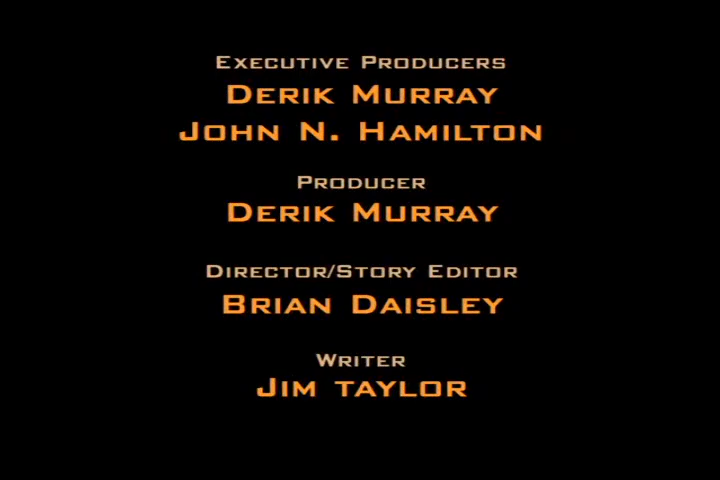 Executive Producers
Derik Murray
John N. Hamilton
Producer
Derik Murray
Director/Story Editor
Brian Daisley
Writer
Jim Taylor